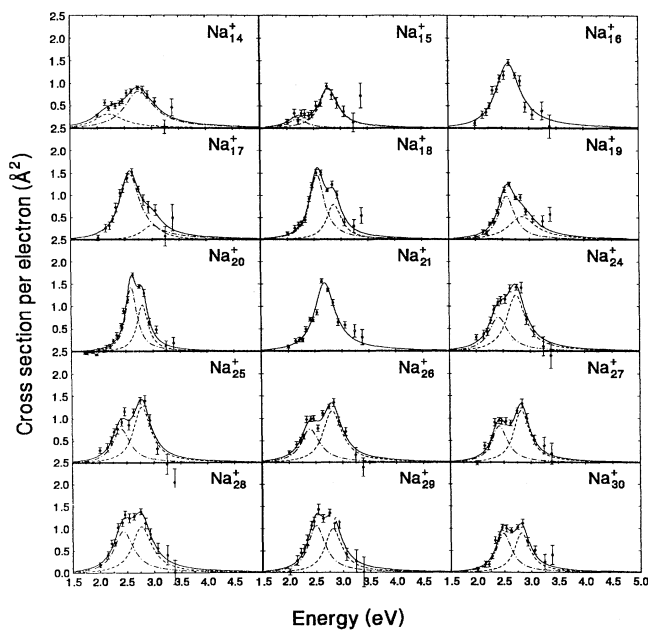 Cross section per electron (Å²)
2.5 2.0 1.5 1.0 0.5 2.5
Na₁₄⁺ Na₁₅⁺ Na₁₆⁺
2.0 1.5 1.0 0.5 2.5
Na₁₇⁺ Na₁₈⁺ Na₁₉⁺
2.0 1.5 1.0 0.5 2.5
Na₂₀⁺ Na₂₁⁺ Na₂₄⁺
2.0 1.5 1.0 0.5 2.5
Na₂₅⁺ Na₂₆⁺ Na₂₇⁺
2.0 1.5 1.0 0.5 0.0
Na₂₈⁺ Na₂₉⁺ Na₃₀⁺
1.5 2.0 2.5 3.0 3.5 4.0 4.5 1.5 2.0 2.5 3.0 3.5 4.0 4.5 1.5 2.0 2.5 3.0 3.5 4.0 4.5 5.0
Energy (eV)